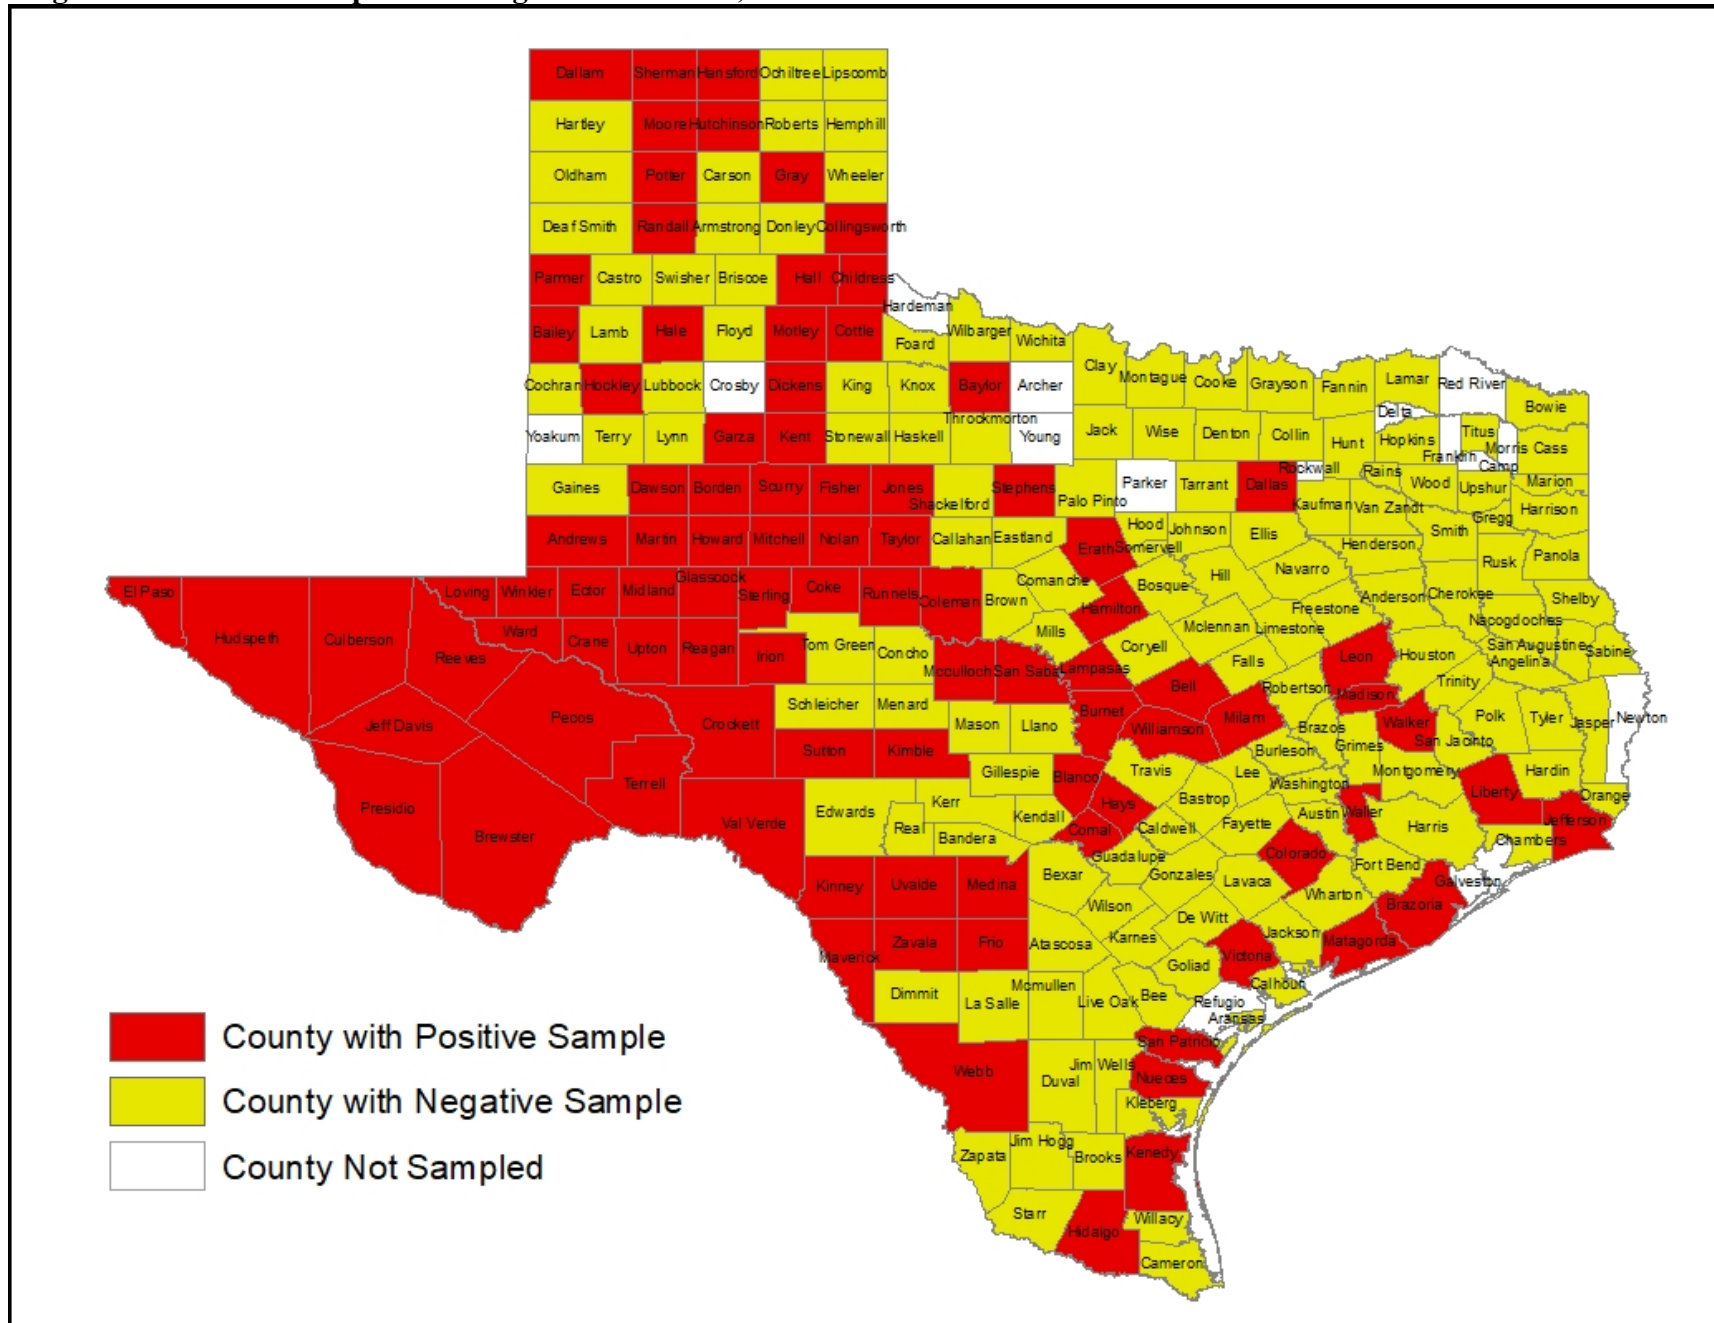 Dallam Sherman Hansford Ochiltree Lipscomb
Hartley Moore Hutchinson Roberts Hemphill
Oldham Potter Carson Gray Wheeler
Deaf Smith Randall Armstrong Donley Collingsworth
Parmer Castro Swisher Briscoe Hall Childress
Hardeman
Bailey Lamb Hale Floyd Motley Cottle Foard Wilbarger Wichita
Clay Montague Cooke Grayson Fannin Lamar Red River
Cochran Hockley Lubbock Crosby Dickens King Knox Baylor Archer
Delta Bowie
Throckmorton
Yoakum Terry Lynn Garza Kent Stonewall Haskell Young Jack Wise Denton Collin Hunt Hopkins Titus
Franklin Morris Cass
Camp
Gaines Dawson Borden Scurry Fisher Jones Shackelford Stephens Palo Pinto Parker Tarrant Dallas Rockwall Rains Wood Upshur Marion
Kaufman Van Zandt Gregg Harrison
Andrews Martin Howard Mitchell Nolan Taylor Callahan Eastland Erath Hood Somervell Johnson Ellis Henderson Smith Rusk Panola
El Paso Loving Winkler Ector Midland Glasscock Sterling Coke Runnels Coleman Brown Comanche Hamilton Bosque Hill Navarro Anderson Cherokee Shelby
Freestone Nacogdoches
Hudspeth Culberson Reeves Ward Crane Upton Reagan Irion Tom Green Concho Mcculloch San Saba Mills Lampasas Coryell Mclennan Limestone Falls Leon Houston Angelina San Augustine Sabine
Jeff Davis Pecos Crockett Schleicher Menard Mason Llano Burnet Bell Williamson Milam Robertson Madison Brazos Walker Trinity Polk Tyler Jasper Newton
San Jacinto
Sutton Kimble Gillespie Blanco Travis Burleson Grimes Montgomery Hardin
Presidio Brewster Terrell Val Verde Edwards Kerr Real Bandera Kendall Comal Hays Caldwell Bastrop Lee Washington Fayette Austin Waller Harris Liberty Orange Jefferson Chambers
Kinney Uvalde Medina Bexar Guadalupe Gonzales Lavaca Colorado Wharton Fort Bend Galveston Brazoria
Maverick Zavala Frio Atascosa Wilson Karnes De Witt Victoria Jackson Matagorda
Dimmit La Salle Mcmullen Live Oak Bee Goliad Refugio Calhoun Aransas
Webb Duval Jim Wells San Patricio Nueces Kleberg
Zapata Jim Hogg Brooks Kenedy
Starr Hidalgo Willacy
Cameron
County with Positive Sample
County with Negative Sample
County Not Sampled